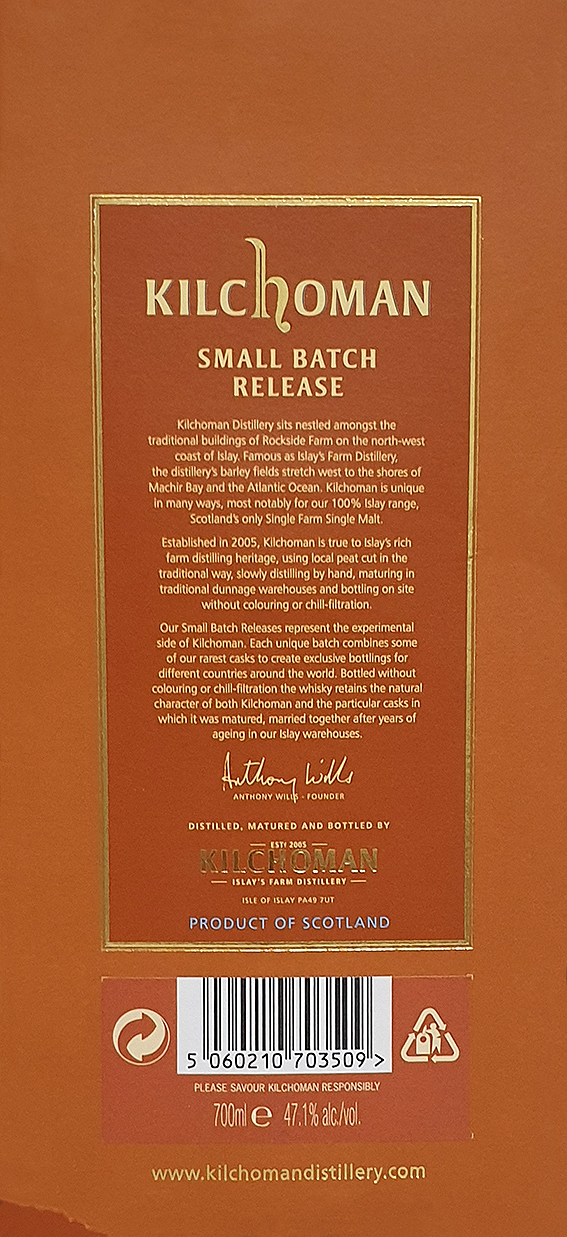 KILCHOMAN
SMALL BATCH
RELEASE
Kilchoman Distillery sits nestled amongst the
traditional buildings of Rockside Farm on the north-west
coast of Islay. Famous as Islay's Farm Distillery,
the distillery's barley fields stretch west to the shores of
Machir Bay and the Atlantic Ocean. Kilchoman is unique
in many ways, most notably for our 100% Islay range,
Scotland's only Single Farm Single Malt.
Established in 2005, Kilchoman is true to Islay's rich
farm distilling heritage, using local peat cut in the
traditional way, slowly distilling by hand, maturing in
traditional dunnage warehouses and bottling on site
without colouring or chill-filtration.
Our Small Batch Releases represent the experimental
side of Kilchoman. Each unique batch combines some
of our rarest casks to create exclusive bottlings for
different countries around the world. Bottled without
colouring or chill-filtration the whisky retains the natural
character of both Kilchoman and the particular casks in
which it was matured, married together after years of
ageing in our Islay warehouses.
Anthony Wills
ANTHONY WILLS - FOUNDER
DISTILLED, MATURED AND BOTTLED BY
ESTd 2005
KILCHOMAN
ISLAY'S FARM DISTILLERY
ISLE OF ISLAY PA49 7UT
PRODUCT OF SCOTLAND
5 060210 703509 >
PLEASE SAVOUR KILCHOMAN RESPONSIBLY
700ml e 47.1% alc./vol.
www.kilchomandistillery.com